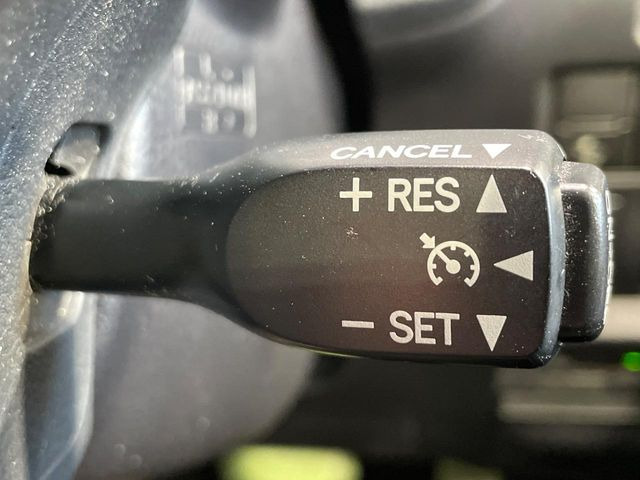 CANCEL ▼
+ RES ▲
◀
− SET ▼